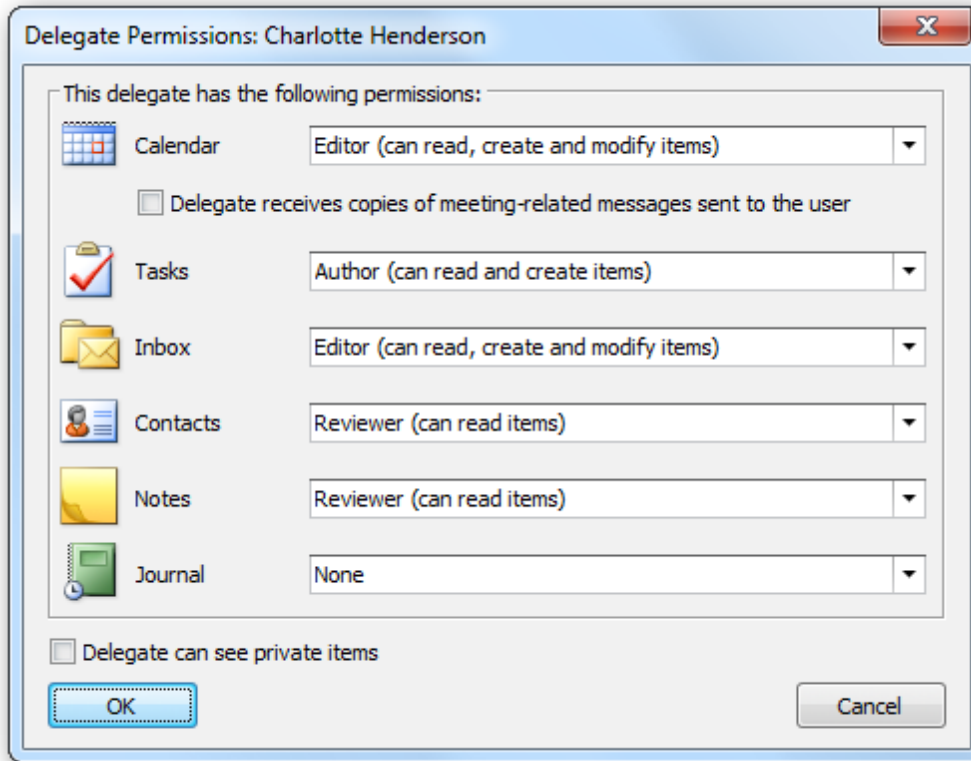 Delegate Permissions: Charlotte Henderson
This delegate has the following permissions:
Calendar Editor (can read, create and modify items)
Delegate receives copies of meeting-related messages sent to the user
Tasks Author (can read and create items)
Inbox Editor (can read, create and modify items)
Contacts Reviewer (can read items)
Notes Reviewer (can read items)
Journal None
Delegate can see private items
OK Cancel